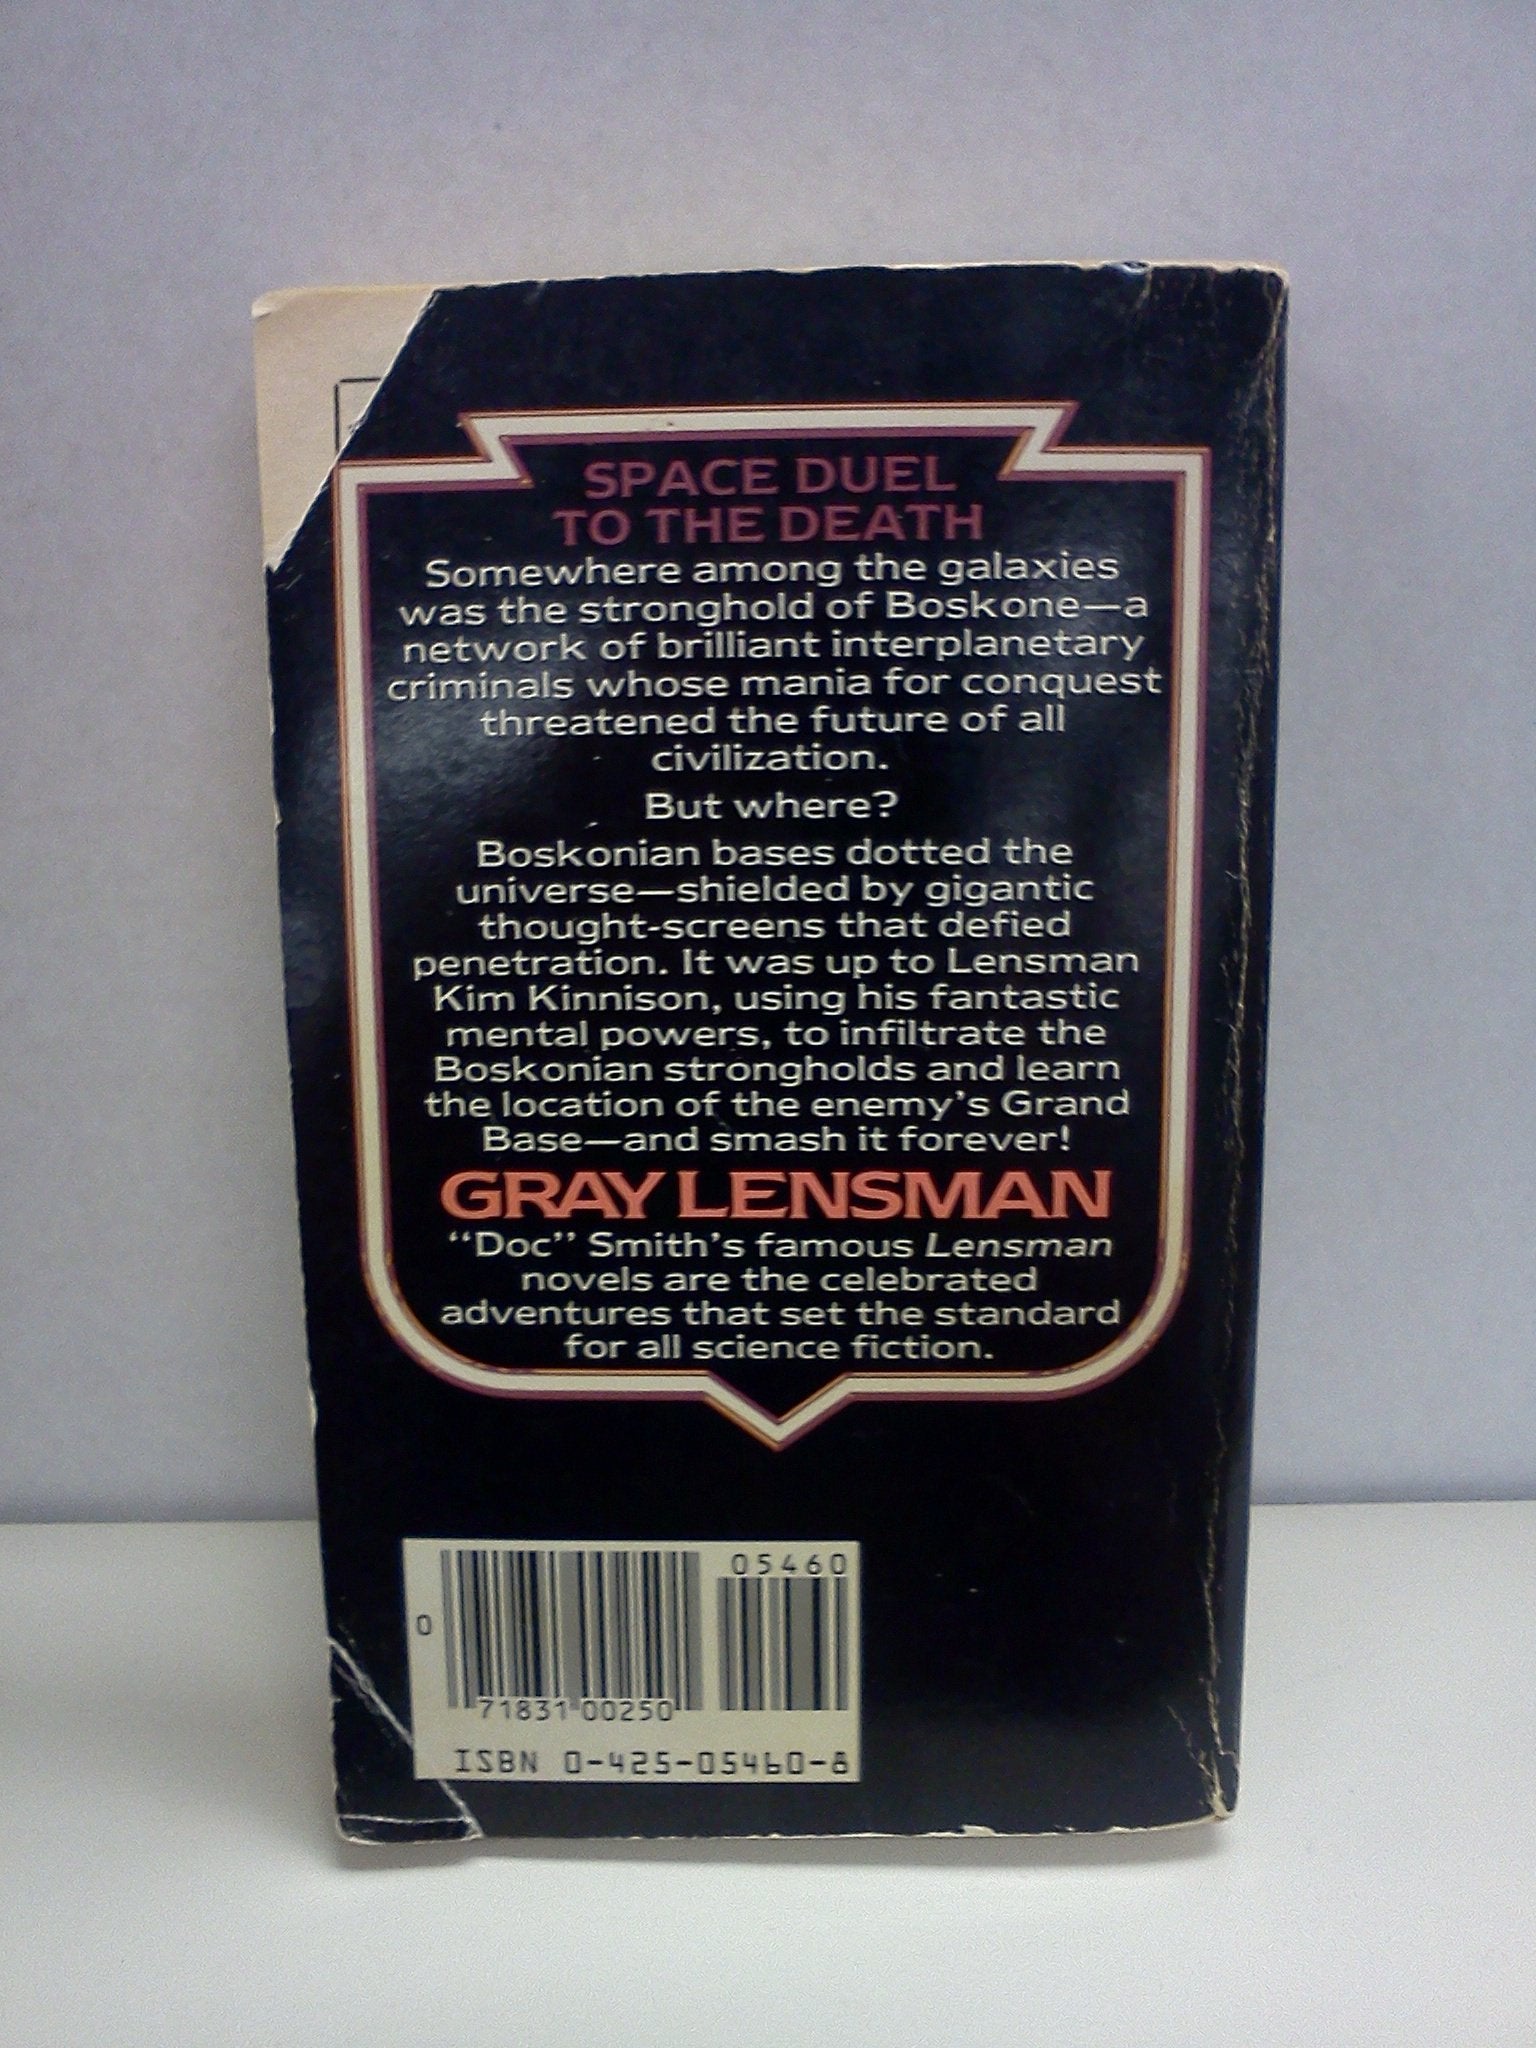 SPACE DUEL
TO THE DEATH
Somewhere among the galaxies
was the stronghold of Boskone—a
network of brilliant interplanetary
criminals whose mania for conquest
threatened the future of all
civilization.
But where?
Boskonian bases dotted the
universe—shielded by gigantic
thought-screens that defied
penetration. It was up to Lensman
Kim Kinnison, using his fantastic
mental powers, to infiltrate the
Boskonian strongholds and learn
the location of the enemy's Grand
Base—and smash it forever!
GRAY LENSMAN
“Doc” Smith's famous Lensman
novels are the celebrated
adventures that set the standard
for all science fiction.
05460
0
71831 00250
ISBN 0-425-05460-8